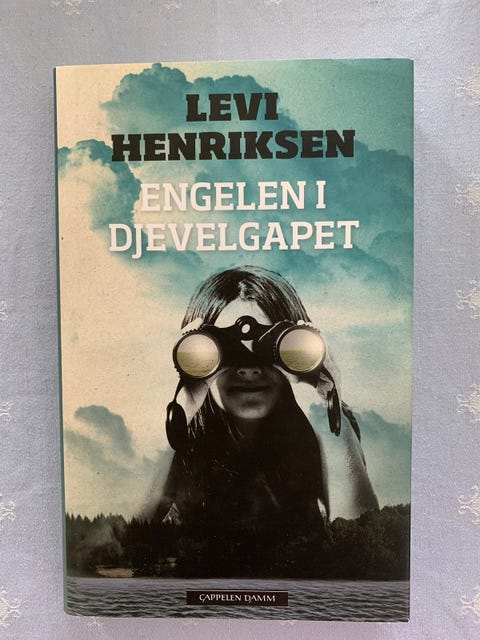 LEVI
HENRIKSEN
ENGELEN I
DJEVELGAPET
CAPPELEN DAMM